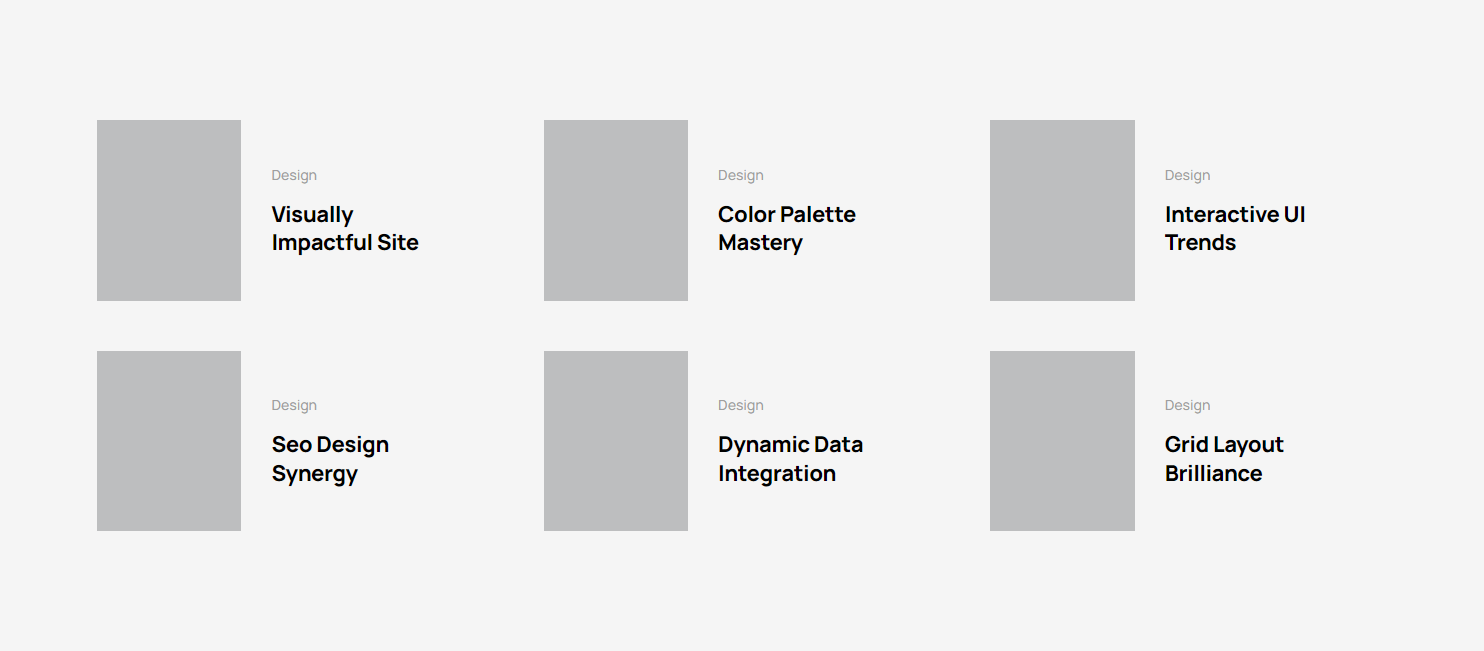 Design
Visually
Impactful Site
Design
Color Palette
Mastery
Design
Interactive UI
Trends
Design
Seo Design
Synergy
Design
Dynamic Data
Integration
Design
Grid Layout
Brilliance